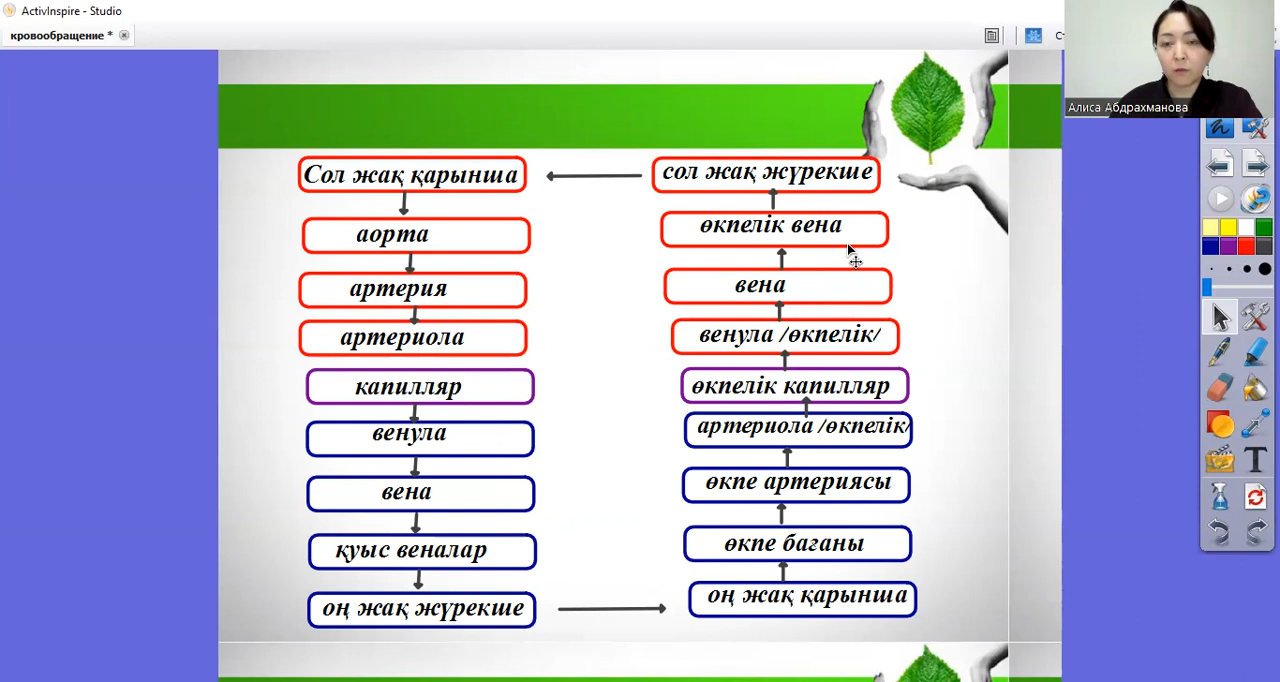 ActivInspire - Studio
кровообращение *
Ст
Алиса Абдрахманова
Сол жақ қарынша
аорта
артерия
артериола
капилляр
венула
вена
қуыс веналар
оң жақ жүрекше
сол жақ жүрекше
өкпелік вена
вена
венула /өкпелік/
өкпелік капилляр
артериола /өкпелік/
өкпе артериясы
өкпе бағаны
оң жақ қарынша